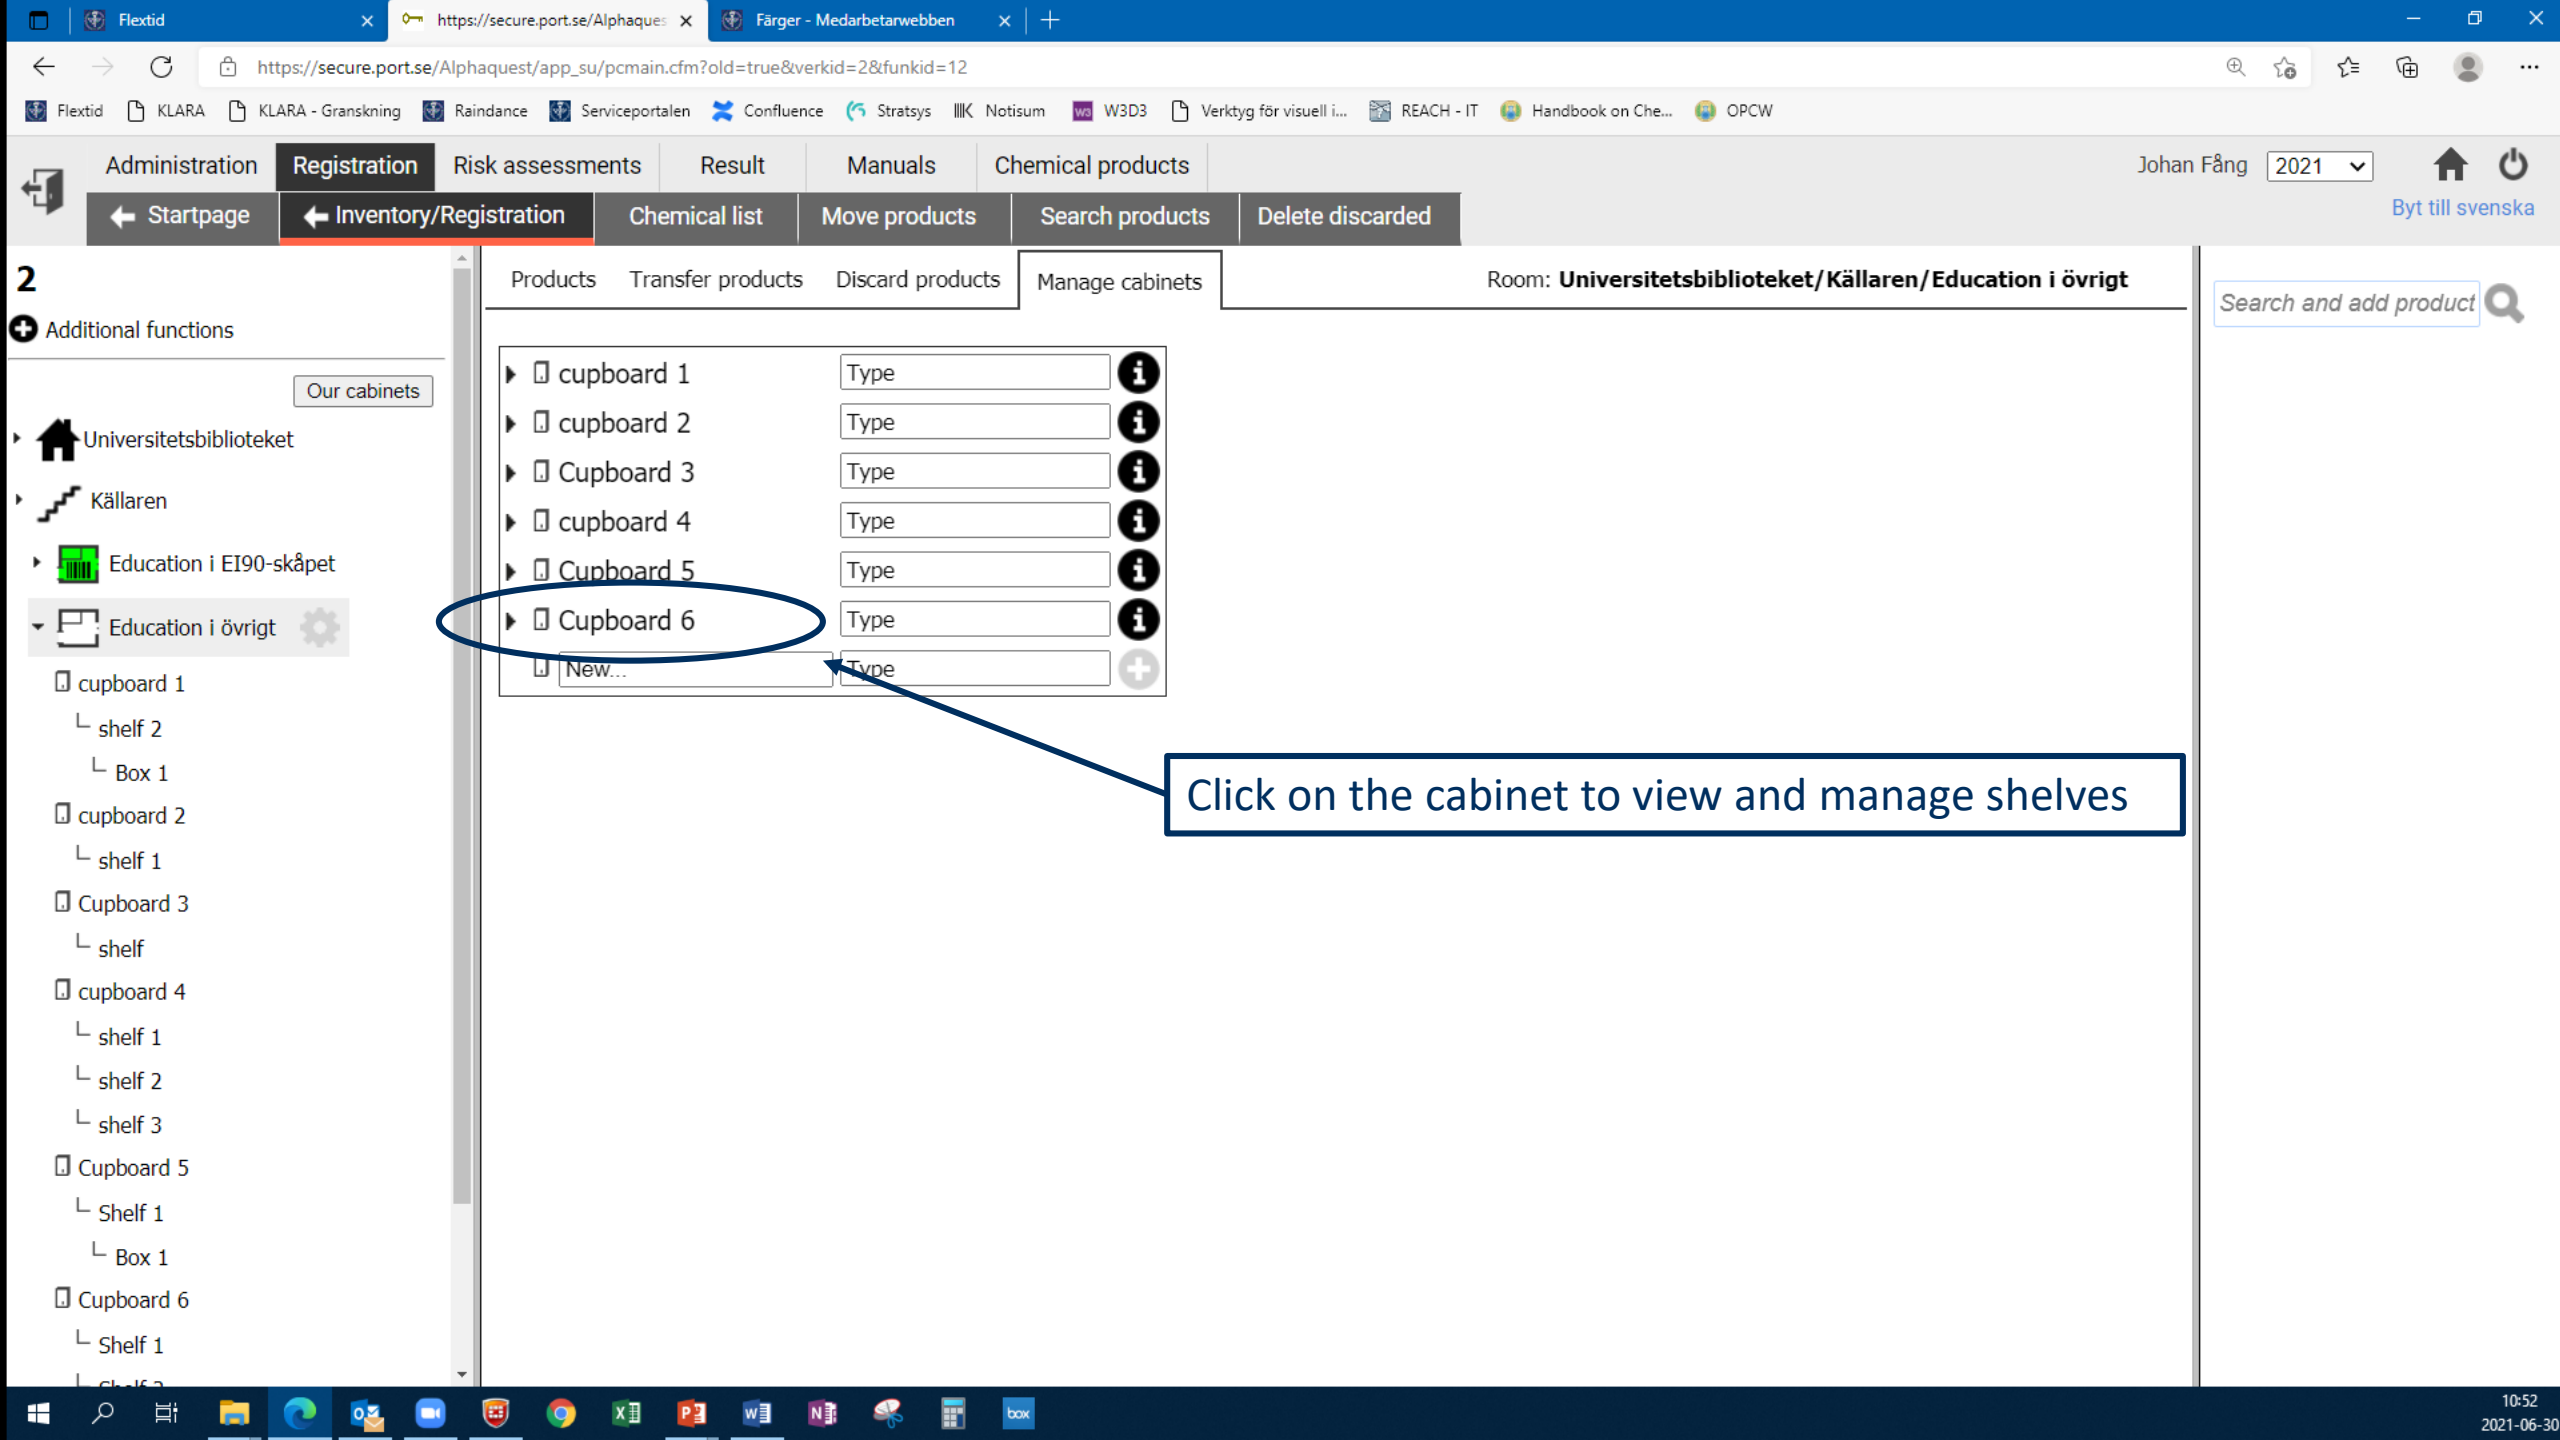 Flextid
https://secure.port.se/Alphaques
Färger - Medarbetarwebben
https://secure.port.se/Alphaquest/app_su/pcmain.cfm?old=true&verkid=2&funkid=12
Flextid KLARA KLARA - Granskning Raindance Serviceportalen Confluence Stratsys Notisum W3D3 Verktyg för visuell i... REACH - IT Handbook on Che... OPCW
Administration Registration Risk assessments Result Manuals Chemical products
Johan Fång 2021
Startpage Inventory/Registration Chemical list Move products Search products Delete discarded
Byt till svenska
2
Additional functions
Our cabinets
Universitetsbiblioteket
Källaren
Education i EI90-skåpet
Education i övrigt
cupboard 1
shelf 2
Box 1
cupboard 2
shelf 1
Cupboard 3
shelf
cupboard 4
shelf 1
shelf 2
shelf 3
Cupboard 5
Shelf 1
Box 1
Cupboard 6
Shelf 1
Products Transfer products Discard products Manage cabinets
Room: Universitetsbiblioteket/Källaren/Education i övrigt
cupboard 1 Type
cupboard 2 Type
Cupboard 3 Type
cupboard 4 Type
Cupboard 5 Type
Cupboard 6 Type
New... Type
Click on the cabinet to view and manage shelves
Search and add product
box
10:52
2021-06-30